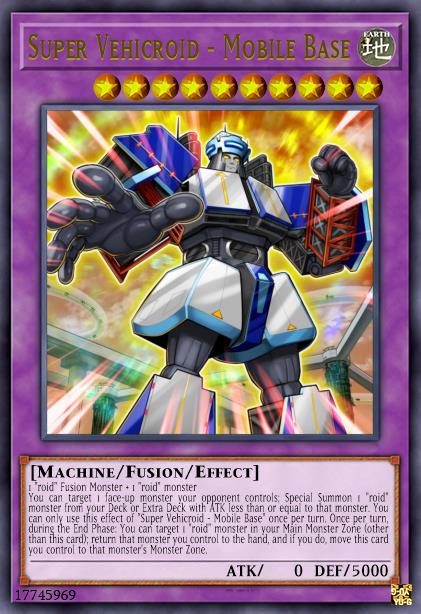 Super Vehicroid - Mobile Base
EARTH
地
[Machine/Fusion/Effect]
1 "roid" Fusion Monster + 1 "roid" monster
You can target 1 face-up monster your opponent controls; Special Summon 1 "roid"
monster from your Deck or Extra Deck with ATK less than or equal to that monster. You
can only use this effect of "Super Vehicroid - Mobile Base" once per turn. Once per turn,
during the End Phase: You can target 1 "roid" monster in your Main Monster Zone (other
than this card); return that monster you control to the hand, and if you do, move this card
you control to that monster's Monster Zone.
ATK/ 0 DEF/5000
17745969